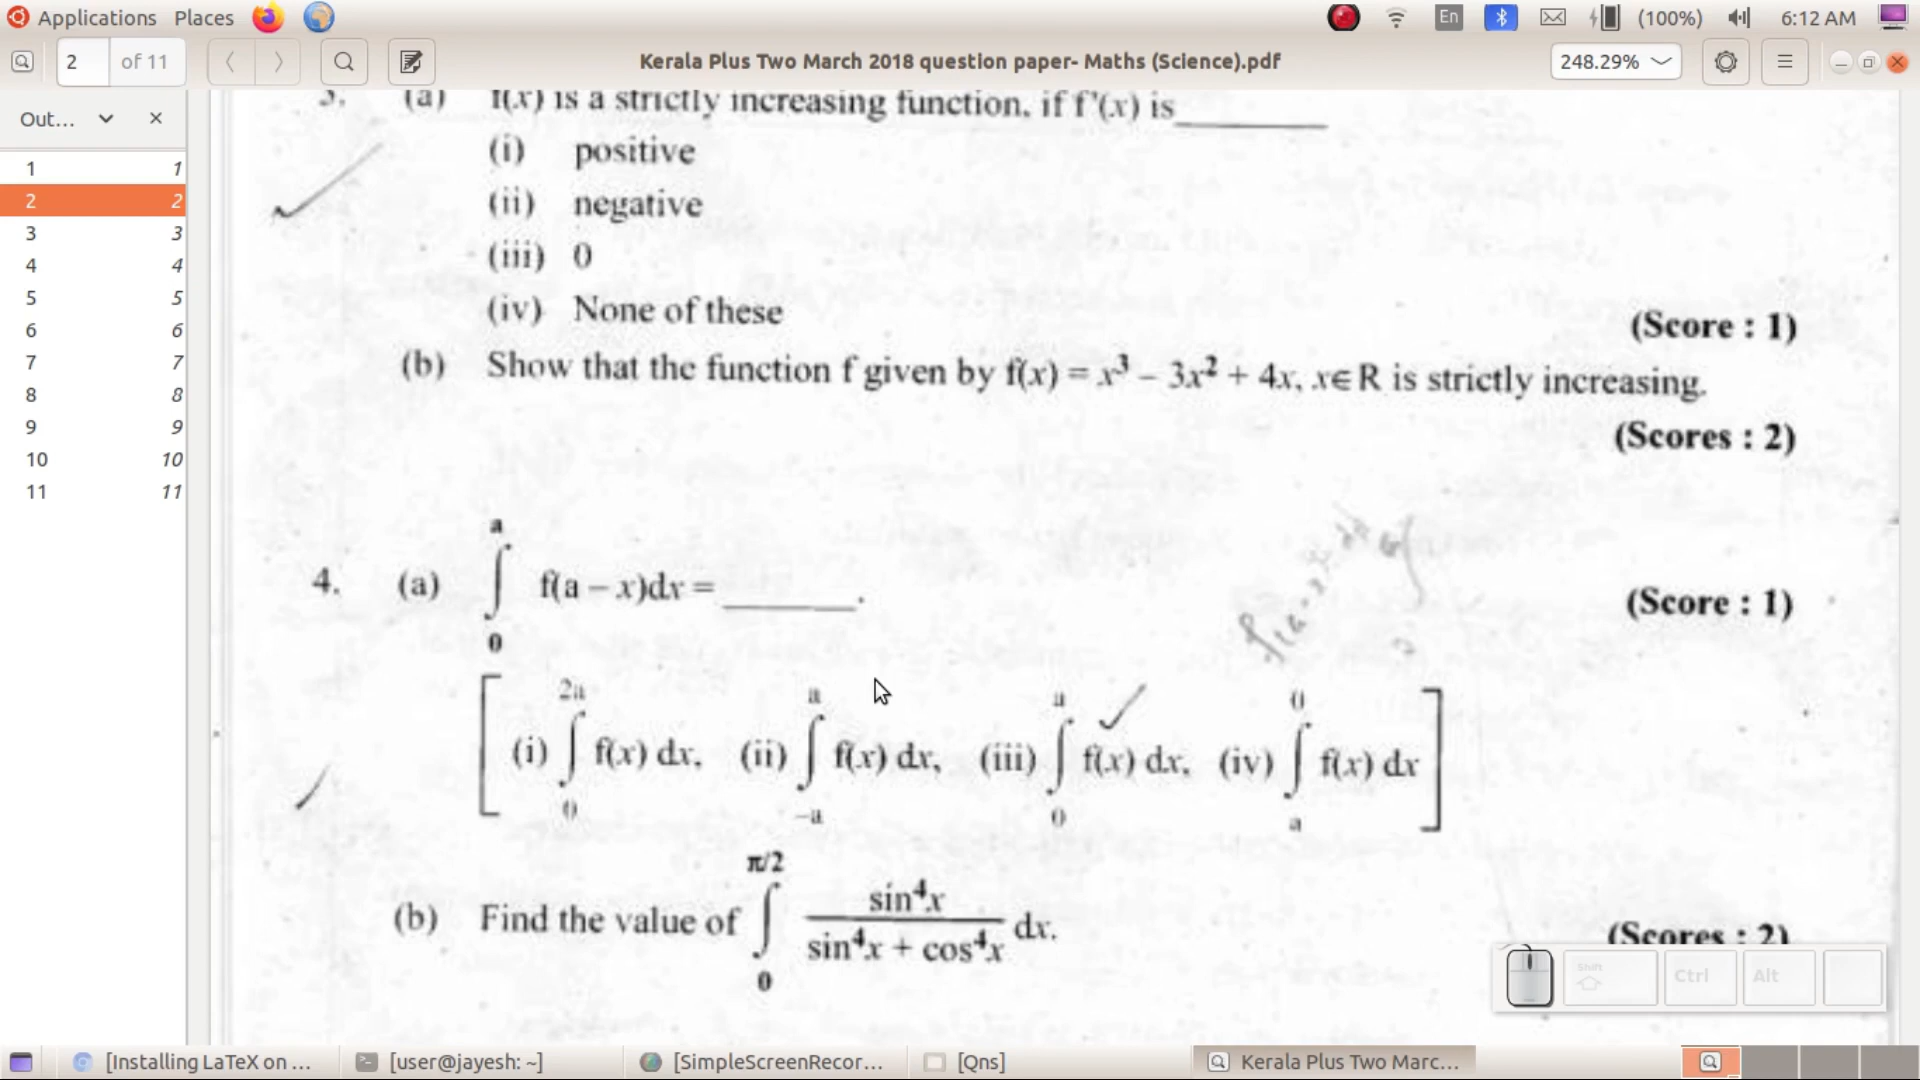 Applications Places En (100%) 6:12 AM
2 of 11 Kerala Plus Two March 2018 question paper- Maths (Science).pdf 248.29%
Out...
1 1
2 2
3 3
4 4
5 5
6 6
7 7
8 8
9 9
10 10
11 11
3. (a) f(x) is a strictly increasing function, if f'(x) is______
(i) positive
(ii) negative
(iii) 0
(iv) None of these
(Score : 1)
(b) Show that the function f given by f(x) = x³ – 3x² + 4x, x∈R is strictly increasing.
(Scores : 2)
4. (a) ∫₀ᵃ f(a – x)dx = ______.
(Score : 1)
[ (i) ∫₀²ᵃ f(x) dx, (ii) ∫₋ₐᵃ f(x) dx, (iii) ∫₀ᵃ f(x) dx, (iv) ∫ₐ⁰ f(x) dx ]
(b) Find the value of ∫₀^π/2 sin⁴x / sin⁴x + cos⁴x dx.
(Scores : 2)
Shift Ctrl Alt
[Installing LaTeX on ... [user@jayesh: ~] [SimpleScreenRecor... [Qns] Kerala Plus Two Marc...